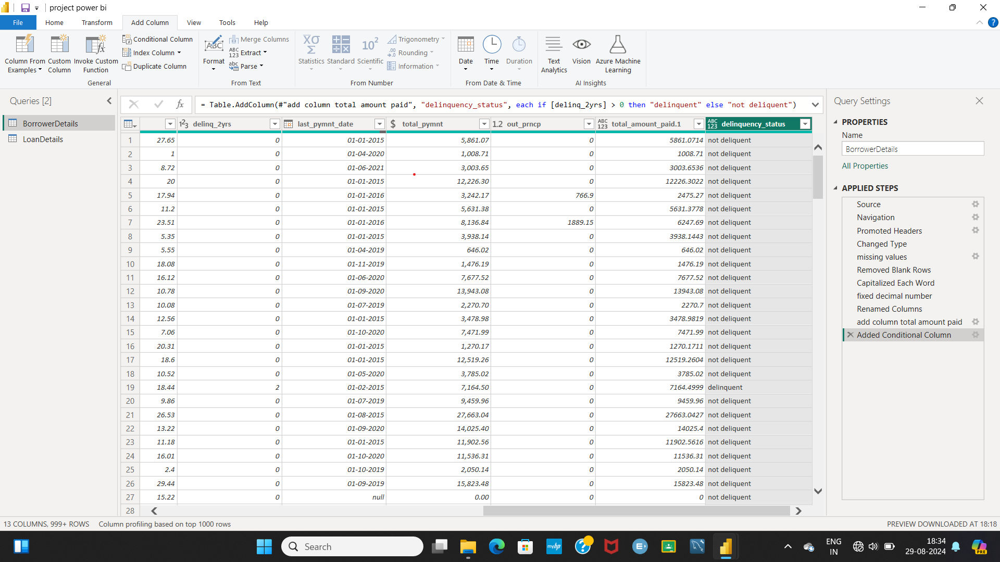 project power bi
File Home Transform Add Column View Tools Help
Column From Examples
Custom Column
Invoke Custom Function
Conditional Column
Index Column
Duplicate Column
General
ABC Format
Merge Columns
ABC 123 Extract
abc Parse
From Text
XΣ Statistics
Standard
10² Scientific
Trigonometry
.00 Rounding
Information
From Number
Date
Time
Duration
From Date & Time
Text Analytics
Vision
Azure Machine Learning
AI Insights
Queries [2]
BorrowerDetails
LoanDetails
fx = Table.AddColumn(#"add column total amount paid", "delinquency_status", each if [delinq_2yrs] > 0 then "delinquent" else "not deliquent")
1²3 delinq_2yrs last_pymnt_date $ total_pymnt 1.2 out_prncp ABC 123 total_amount_paid.1 ABC 123 delinquency_status
1 27.65 0 01-01-2015 5,861.07 0 5861.0714 not deliquent
2 1 0 01-04-2020 1,008.71 0 1008.71 not deliquent
3 8.72 0 01-06-2021 3,003.65 0 3003.6536 not deliquent
4 20 0 01-01-2015 12,226.30 0 12226.3022 not deliquent
5 17.94 0 01-01-2016 3,242.17 766.9 2475.27 not deliquent
6 11.2 0 01-01-2015 5,631.38 0 5631.3778 not deliquent
7 23.51 0 01-01-2016 8,136.84 1889.15 6247.69 not deliquent
8 5.35 0 01-01-2015 3,938.14 0 3938.1443 not deliquent
9 5.55 0 01-04-2019 646.02 0 646.02 not deliquent
10 18.08 0 01-11-2019 1,476.19 0 1476.19 not deliquent
11 16.12 0 01-06-2020 7,677.52 0 7677.52 not deliquent
12 10.78 0 01-09-2020 13,943.08 0 13943.08 not deliquent
13 10.08 0 01-07-2019 2,270.70 0 2270.7 not deliquent
14 12.56 0 01-01-2015 3,478.98 0 3478.9819 not deliquent
15 7.06 0 01-10-2020 7,471.99 0 7471.99 not deliquent
16 20.31 0 01-01-2015 1,270.17 0 1270.1711 not deliquent
17 18.6 0 01-01-2015 12,519.26 0 12519.2604 not deliquent
18 10.52 0 01-05-2020 3,785.02 0 3785.02 not deliquent
19 18.44 2 01-02-2015 7,164.50 0 7164.4999 delinquent
20 9.86 0 01-07-2019 9,459.96 0 9459.96 not deliquent
21 26.53 0 01-08-2015 27,663.04 0 27663.0427 not deliquent
22 13.22 0 01-09-2020 14,025.40 0 14025.4 not deliquent
23 11.18 0 01-01-2015 11,902.56 0 11902.5616 not deliquent
24 16.01 0 01-10-2020 11,536.31 0 11536.31 not deliquent
25 2.4 0 01-10-2019 2,050.14 0 2050.14 not deliquent
26 29.44 0 01-09-2019 15,823.48 0 15823.48 not deliquent
27 15.22 0 null 0.00 0 0 not deliquent
28
Query Settings
PROPERTIES
Name
BorrowerDetails
All Properties
APPLIED STEPS
Source
Navigation
Promoted Headers
Changed Type
missing values
Removed Blank Rows
Capitalized Each Word
fixed decimal number
Renamed Columns
add column total amount paid
Added Conditional Column
13 COLUMNS, 999+ ROWS Column profiling based on top 1000 rows PREVIEW DOWNLOADED AT 18:18
Search
myhp
ENG
IN
18:34
29-08-2024
PRE